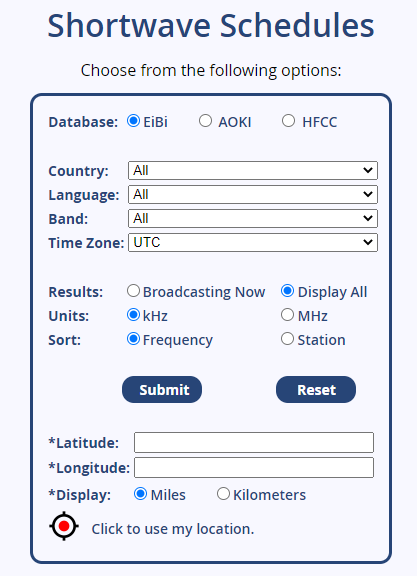 Shortwave Schedules
Choose from the following options:
Database: EiBi AOKI HFCC
Country: All
Language: All
Band: All
Time Zone: UTC
Results: Broadcasting Now Display All
Units: kHz MHz
Sort: Frequency Station
Submit Reset
*Latitude:
*Longitude:
*Display: Miles Kilometers
Click to use my location.